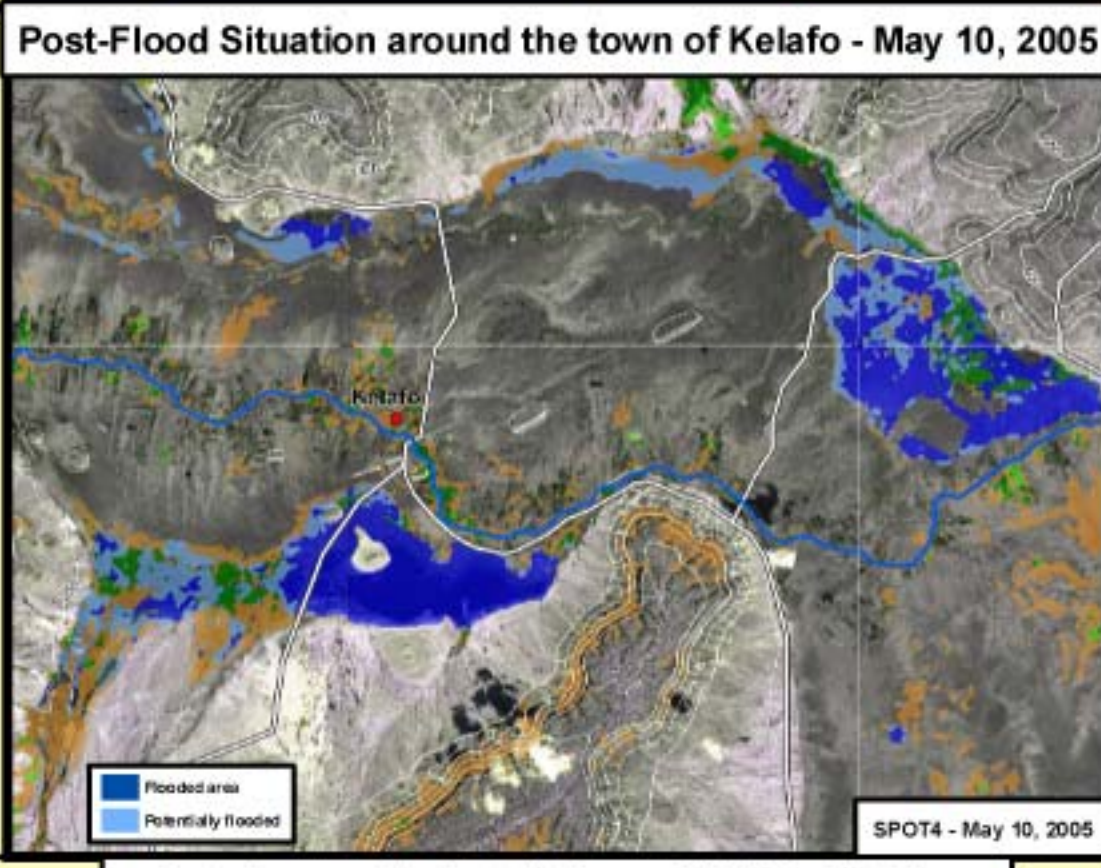 Post-Flood Situation around the town of Kelafo - May 10, 2005
Kelafo
Flooded area
Potentially flooded
SPOT4 - May 10, 2005